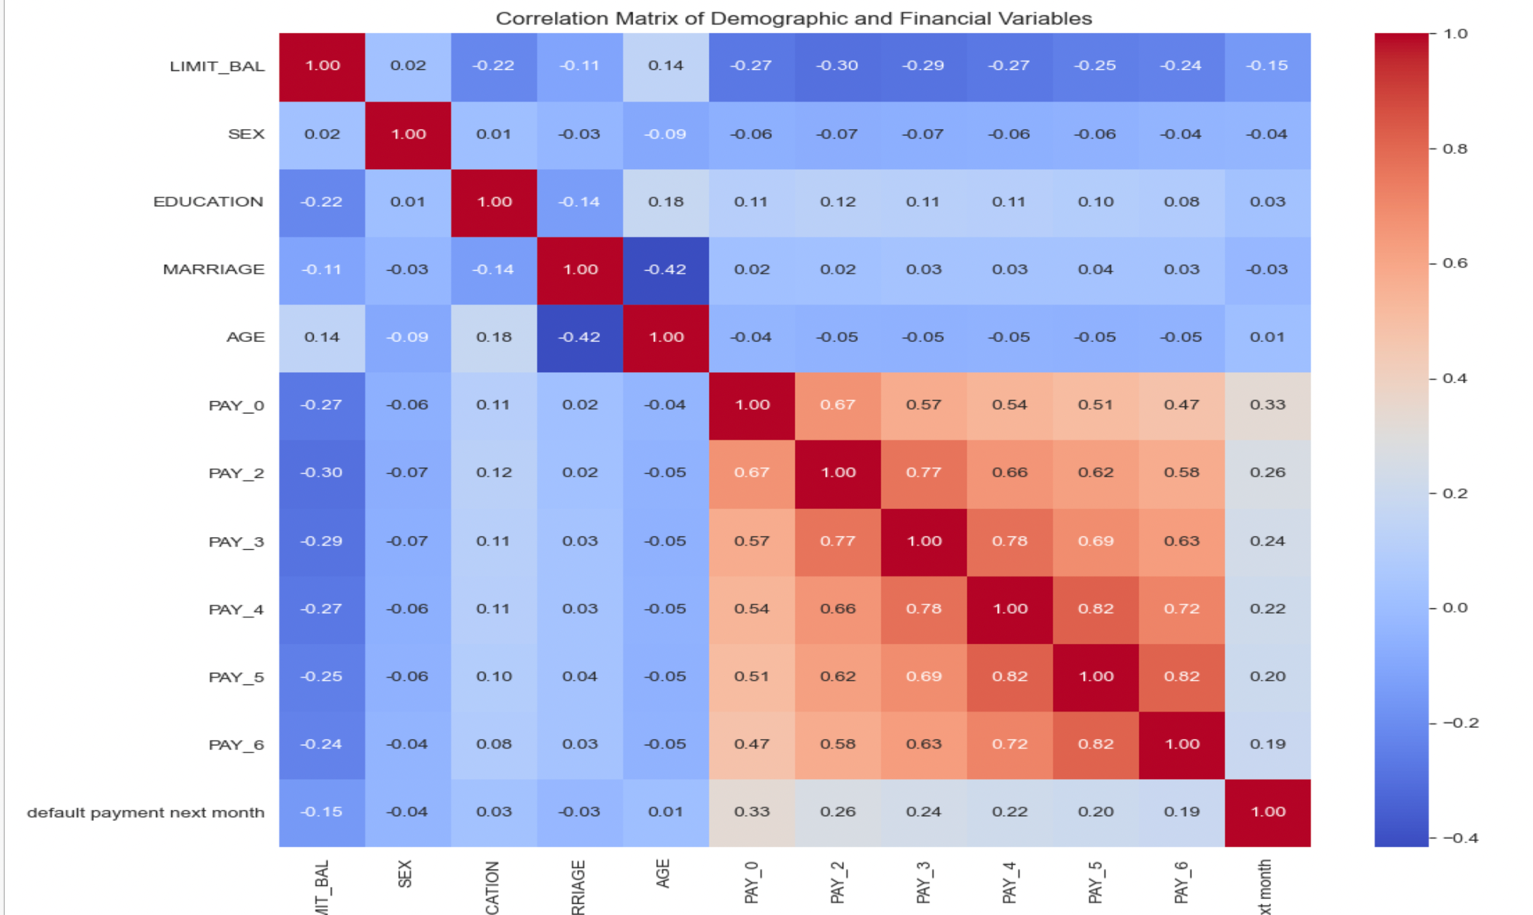 Correlation Matrix of Demographic and Financial Variables
LIMIT_BAL 1.00 0.02 -0.22 -0.11 0.14 -0.27 -0.30 -0.29 -0.27 -0.25 -0.24 -0.15
SEX 0.02 1.00 0.01 -0.03 -0.09 -0.06 -0.07 -0.07 -0.06 -0.06 -0.04 -0.04
EDUCATION -0.22 0.01 1.00 -0.14 0.18 0.11 0.12 0.11 0.11 0.10 0.08 0.03
MARRIAGE -0.11 -0.03 -0.14 1.00 -0.42 0.02 0.02 0.03 0.03 0.04 0.03 -0.03
AGE 0.14 -0.09 0.18 -0.42 1.00 -0.04 -0.05 -0.05 -0.05 -0.05 -0.05 0.01
PAY_0 -0.27 -0.06 0.11 0.02 -0.04 1.00 0.67 0.57 0.54 0.51 0.47 0.33
PAY_2 -0.30 -0.07 0.12 0.02 -0.05 0.67 1.00 0.77 0.66 0.62 0.58 0.26
PAY_3 -0.29 -0.07 0.11 0.03 -0.05 0.57 0.77 1.00 0.78 0.69 0.63 0.24
PAY_4 -0.27 -0.06 0.11 0.03 -0.05 0.54 0.66 0.78 1.00 0.82 0.72 0.22
PAY_5 -0.25 -0.06 0.10 0.04 -0.05 0.51 0.62 0.69 0.82 1.00 0.82 0.20
PAY_6 -0.24 -0.04 0.08 0.03 -0.05 0.47 0.58 0.63 0.72 0.82 1.00 0.19
default payment next month -0.15 -0.04 0.03 -0.03 0.01 0.33 0.26 0.24 0.22 0.20 0.19 1.00
MIT_BAL SEX CATION RRIAGE AGE PAY_0 PAY_2 PAY_3 PAY_4 PAY_5 PAY_6 xt month
1.0
0.8
0.6
0.4
0.2
0.0
−0.2
−0.4